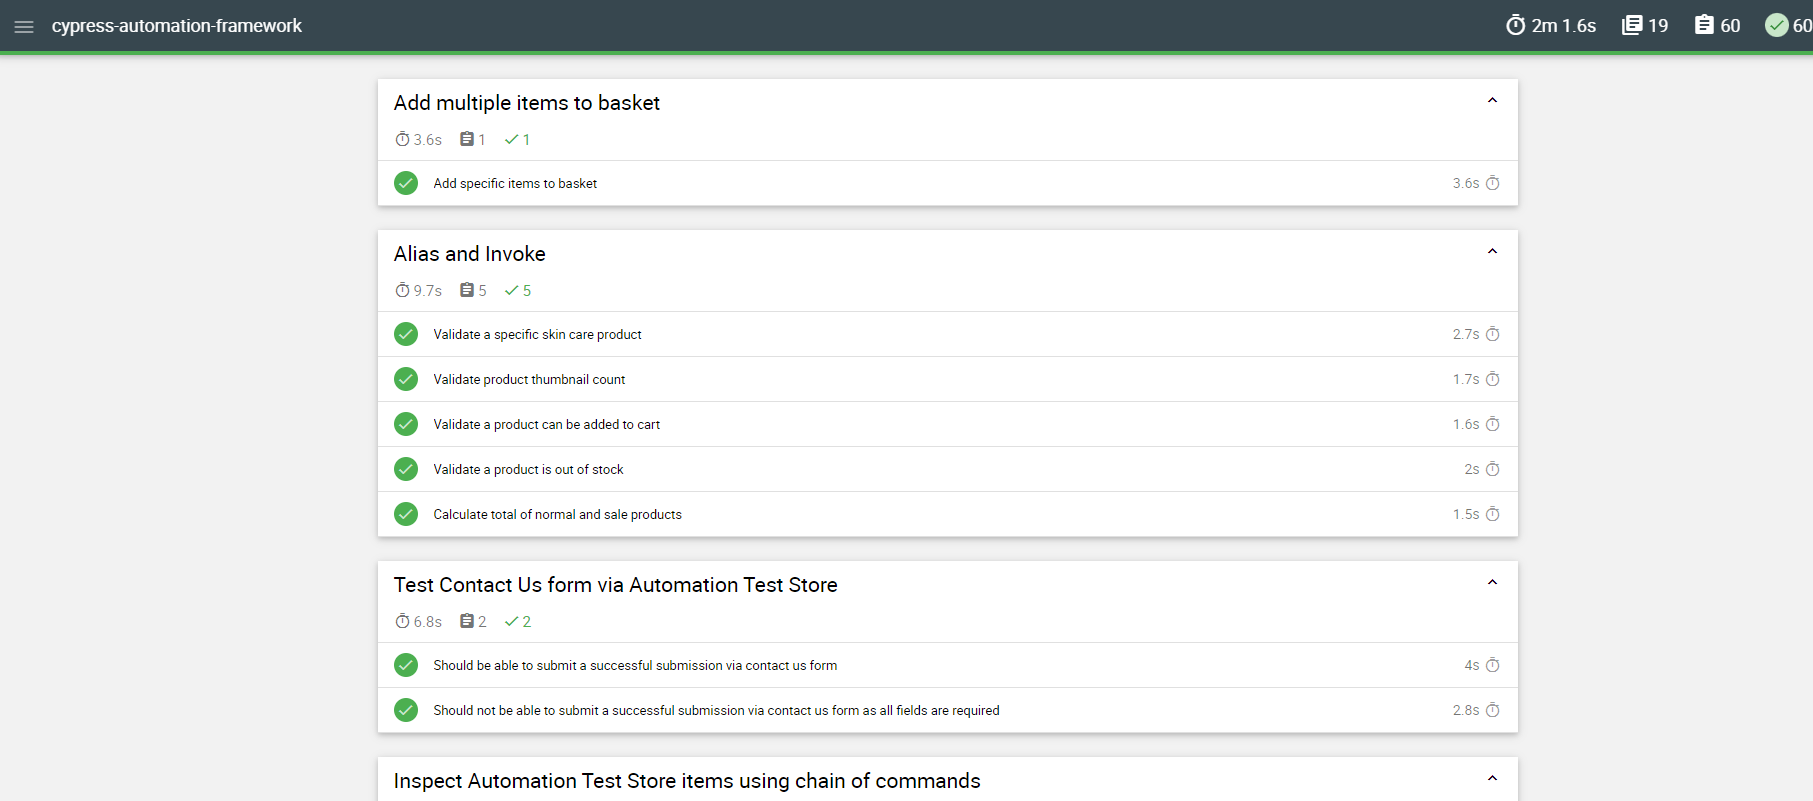 cypress-automation-framework
2m 1.6s 19 60 60
Add multiple items to basket
3.6s 1 1
Add specific items to basket 3.6s
Alias and Invoke
9.7s 5 5
Validate a specific skin care product 2.7s
Validate product thumbnail count 1.7s
Validate a product can be added to cart 1.6s
Validate a product is out of stock 2s
Calculate total of normal and sale products 1.5s
Test Contact Us form via Automation Test Store
6.8s 2 2
Should be able to submit a successful submission via contact us form 4s
Should not be able to submit a successful submission via contact us form as all fields are required 2.8s
Inspect Automation Test Store items using chain of commands